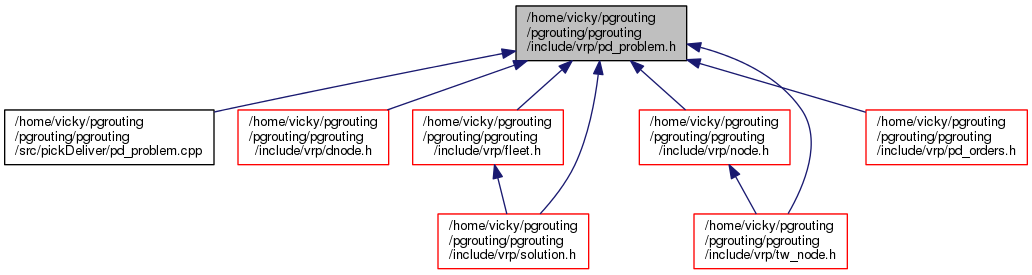 /home/vicky/pgrouting
/pgrouting/pgrouting
/include/vrp/pd_problem.h
/home/vicky/pgrouting
/pgrouting/pgrouting
/src/pickDeliver/pd_problem.cpp
/home/vicky/pgrouting
/pgrouting/pgrouting
/include/vrp/dnode.h
/home/vicky/pgrouting
/pgrouting/pgrouting
/include/vrp/fleet.h
/home/vicky/pgrouting
/pgrouting/pgrouting
/include/vrp/node.h
/home/vicky/pgrouting
/pgrouting/pgrouting
/include/vrp/pd_orders.h
/home/vicky/pgrouting
/pgrouting/pgrouting
/include/vrp/solution.h
/home/vicky/pgrouting
/pgrouting/pgrouting
/include/vrp/tw_node.h